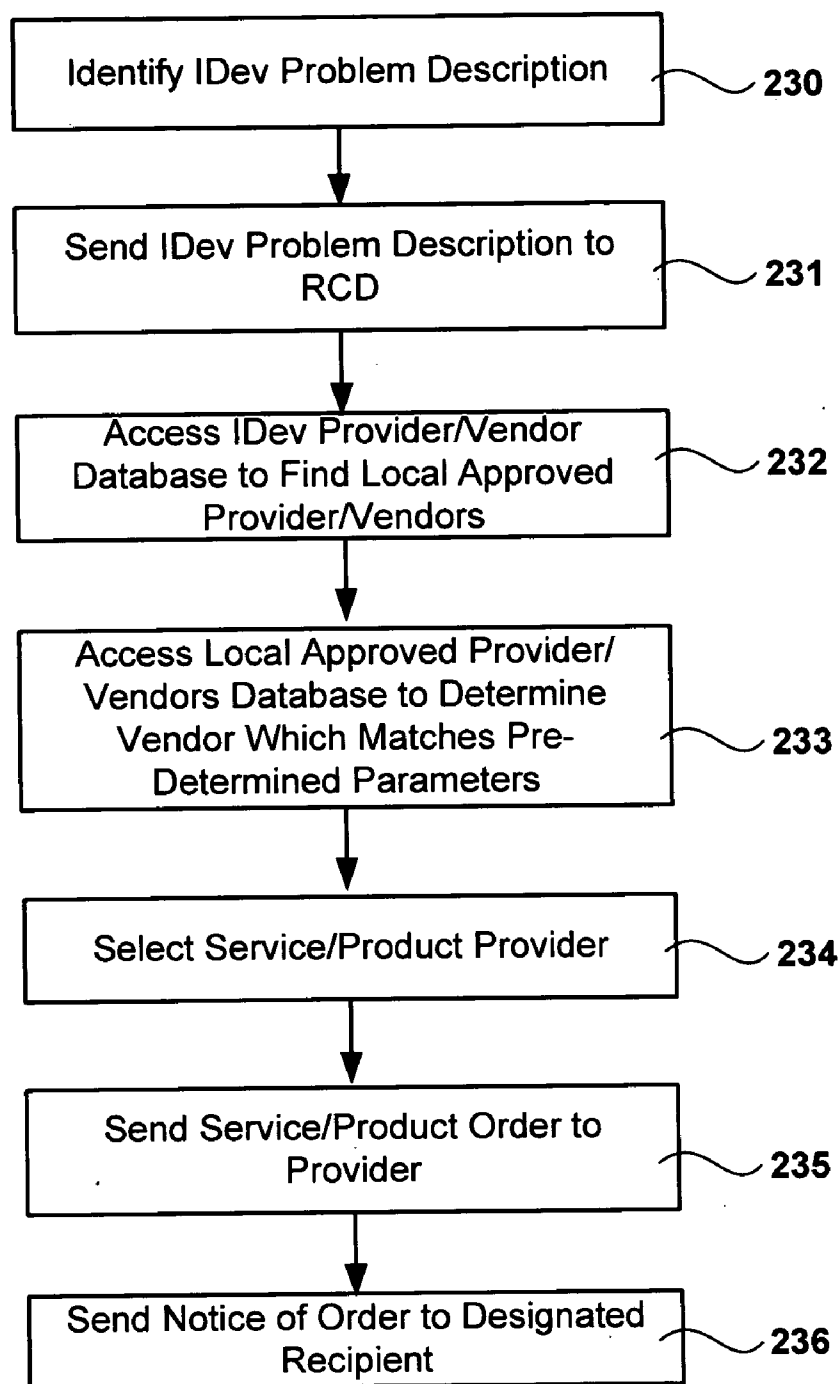 Identify IDev Problem Description
230
Send IDev Problem Description to
RCD
231
Access IDev Provider/Vendor
Database to Find Local Approved
Provider/Vendors
232
Access Local Approved Provider/
Vendors Database to Determine
Vendor Which Matches Pre-
Determined Parameters
233
Select Service/Product Provider
234
Send Service/Product Order to
Provider
235
Send Notice of Order to Designated
Recipient
236